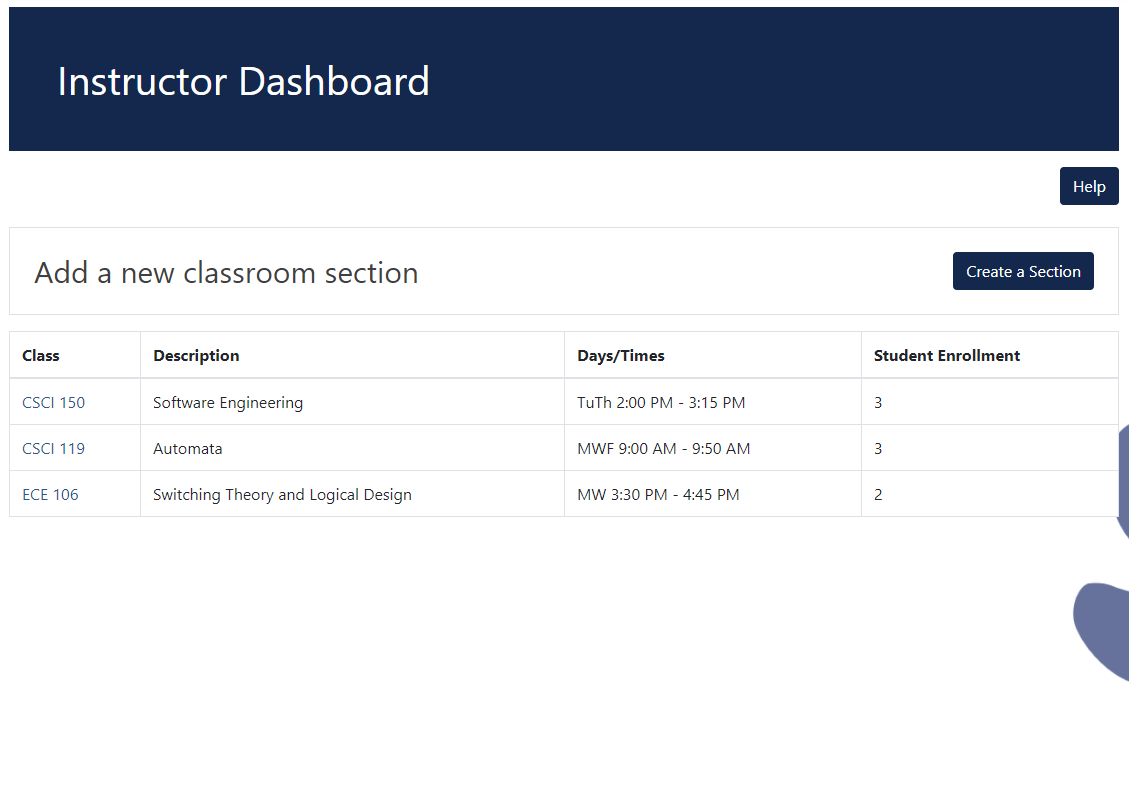 Instructor Dashboard
Help
Add a new classroom section Create a Section
Class Description Days/Times Student Enrollment
CSCI 150 Software Engineering TuTh 2:00 PM - 3:15 PM 3
CSCI 119 Automata MWF 9:00 AM - 9:50 AM 3
ECE 106 Switching Theory and Logical Design MW 3:30 PM - 4:45 PM 2